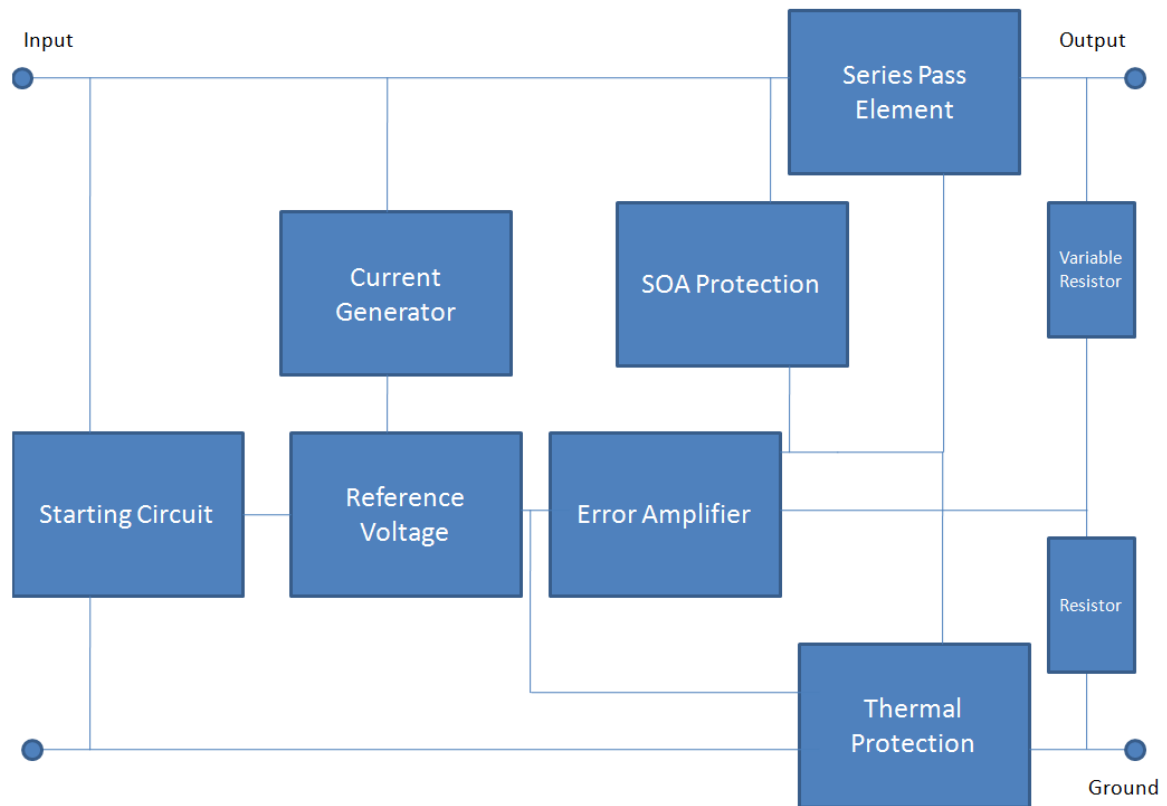 Input
Output
Series Pass
Element
Current
Generator
SOA Protection
Variable
Resistor
Starting Circuit
Reference
Voltage
Error Amplifier
Resistor
Thermal
Protection
Ground